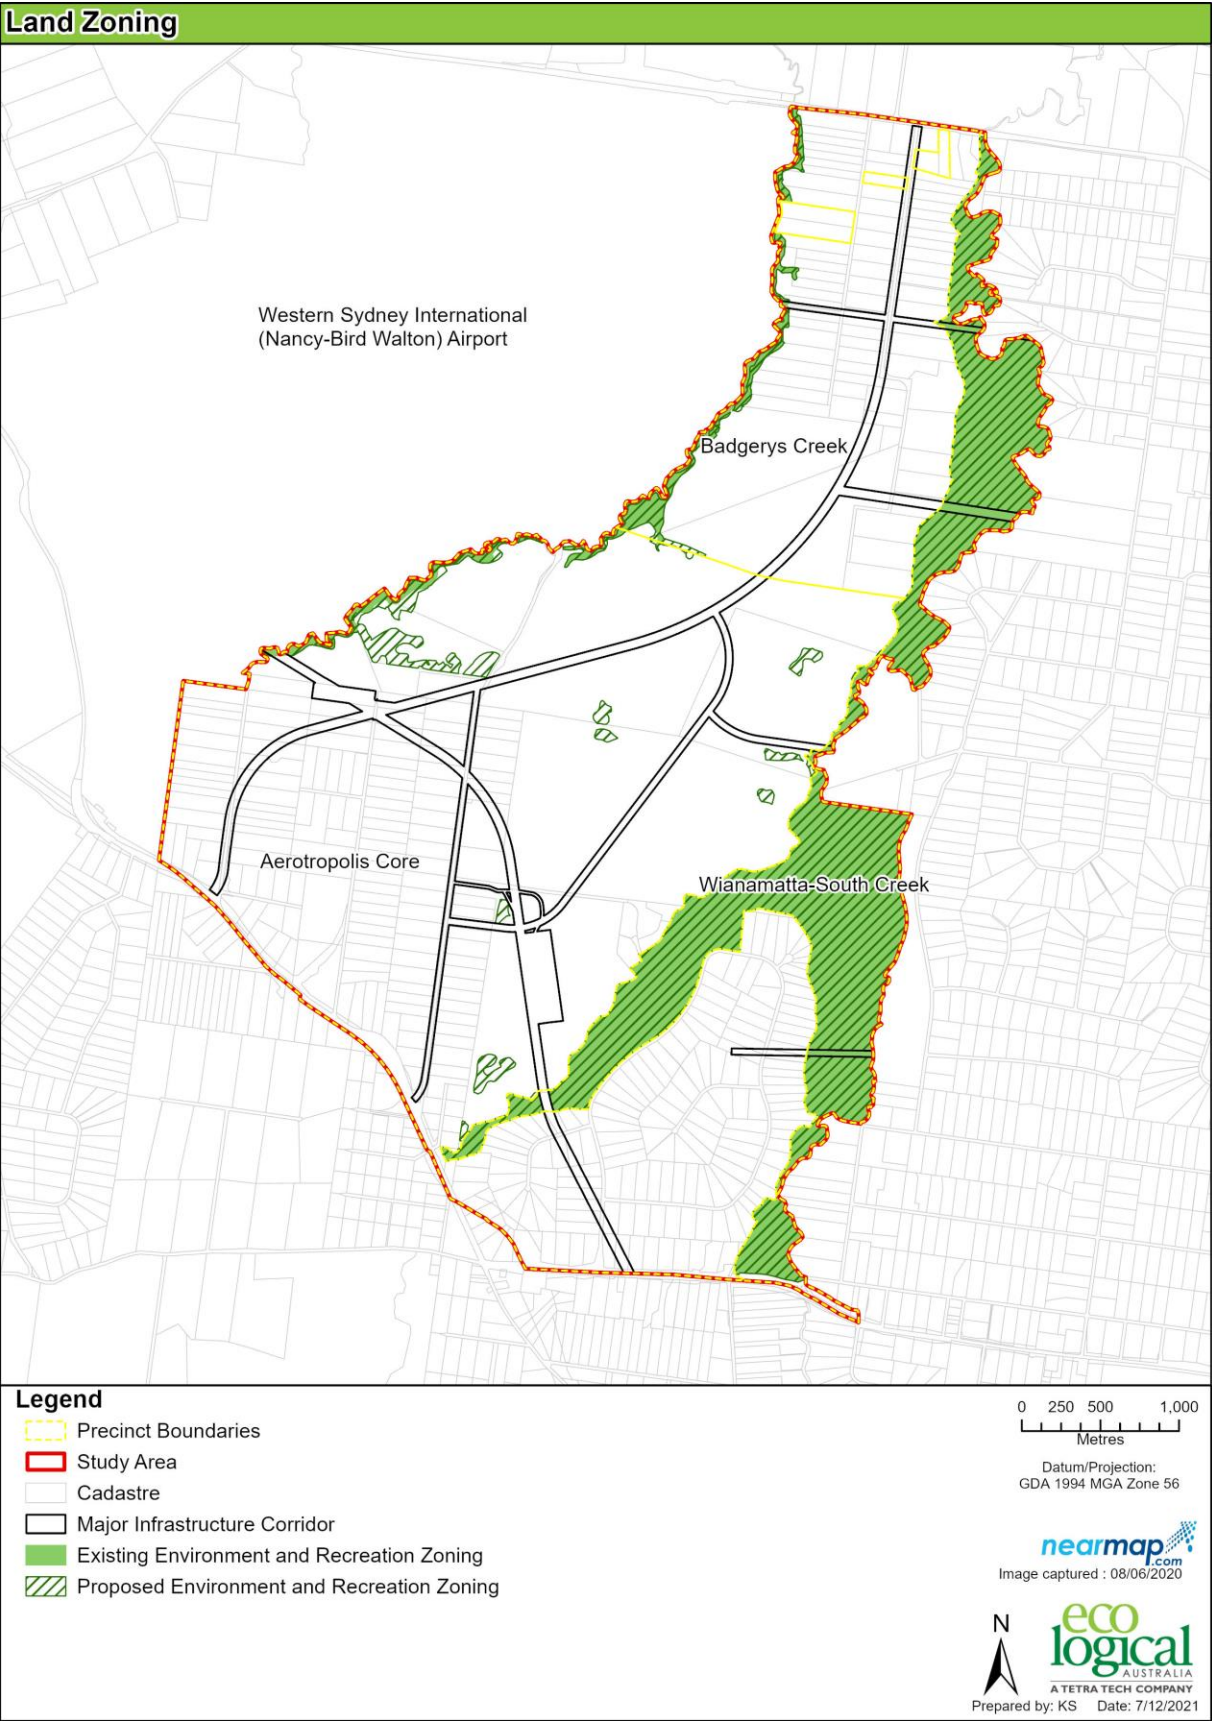 Land Zoning
Western Sydney International
(Nancy-Bird Walton) Airport
Badgerys Creek
Aerotropolis Core
Wianamatta-South Creek
Legend
Precinct Boundaries
Study Area
Cadastre
Major Infrastructure Corridor
Existing Environment and Recreation Zoning
Proposed Environment and Recreation Zoning
0 250 500 1,000
Metres
Datum/Projection:
GDA 1994 MGA Zone 56
nearmap
.com
Image captured : 08/06/2020
N
eco
logical
AUSTRALIA
A TETRA TECH COMPANY
Prepared by: KS Date: 7/12/2021